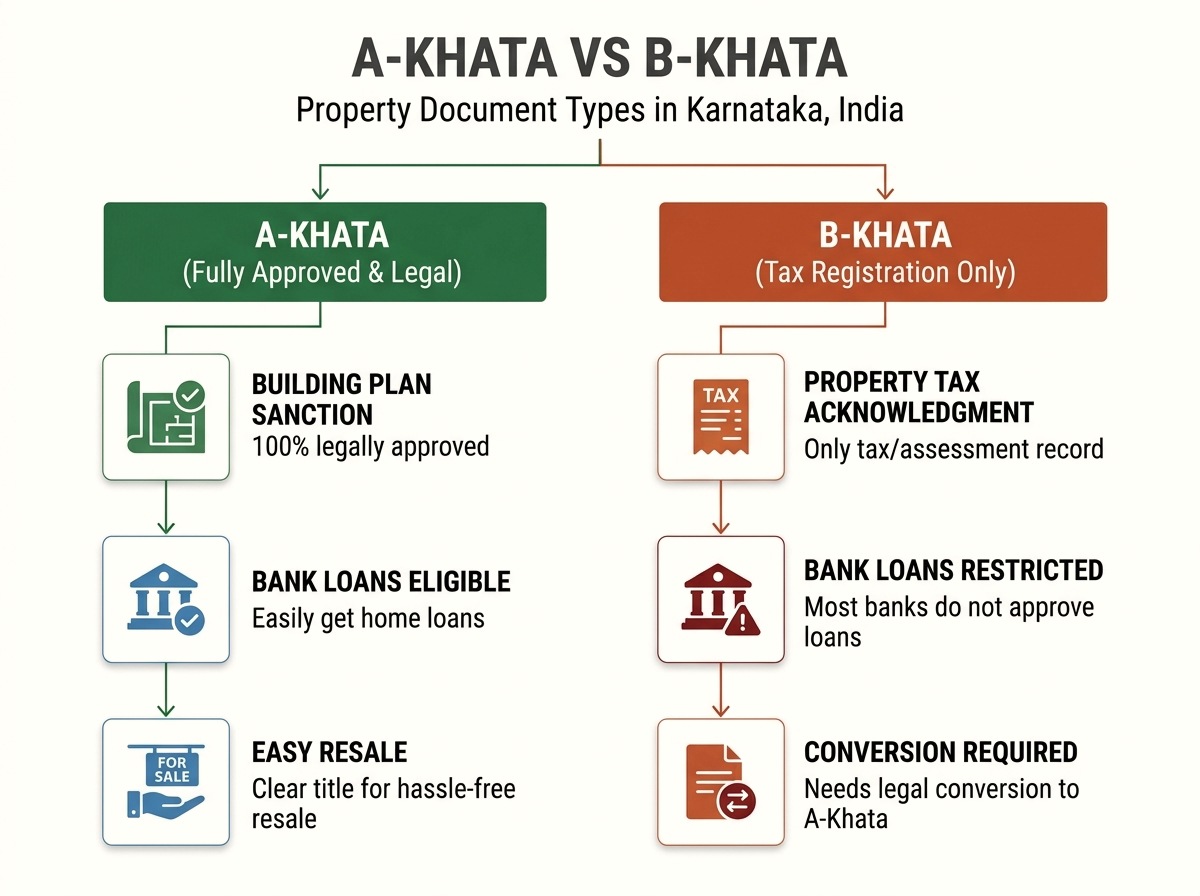 A-KHATA VS B-KHATA
Property Document Types in Karnataka, India
A-KHATA
(Fully Approved & Legal)
BUILDING PLAN
SANCTION
100% legally approved
BANK LOANS ELIGIBLE
Easily get home loans
FOR
SALE
EASY RESALE
Clear title for hassle-free
resale
B-KHATA
(Tax Registration Only)
TAX
PROPERTY TAX
ACKNOWLEDGMENT
Only tax/assessment record
BANK LOANS RESTRICTED
Most banks do not approve
loans
CONVERSION REQUIRED
Needs legal conversion to
A-Khata